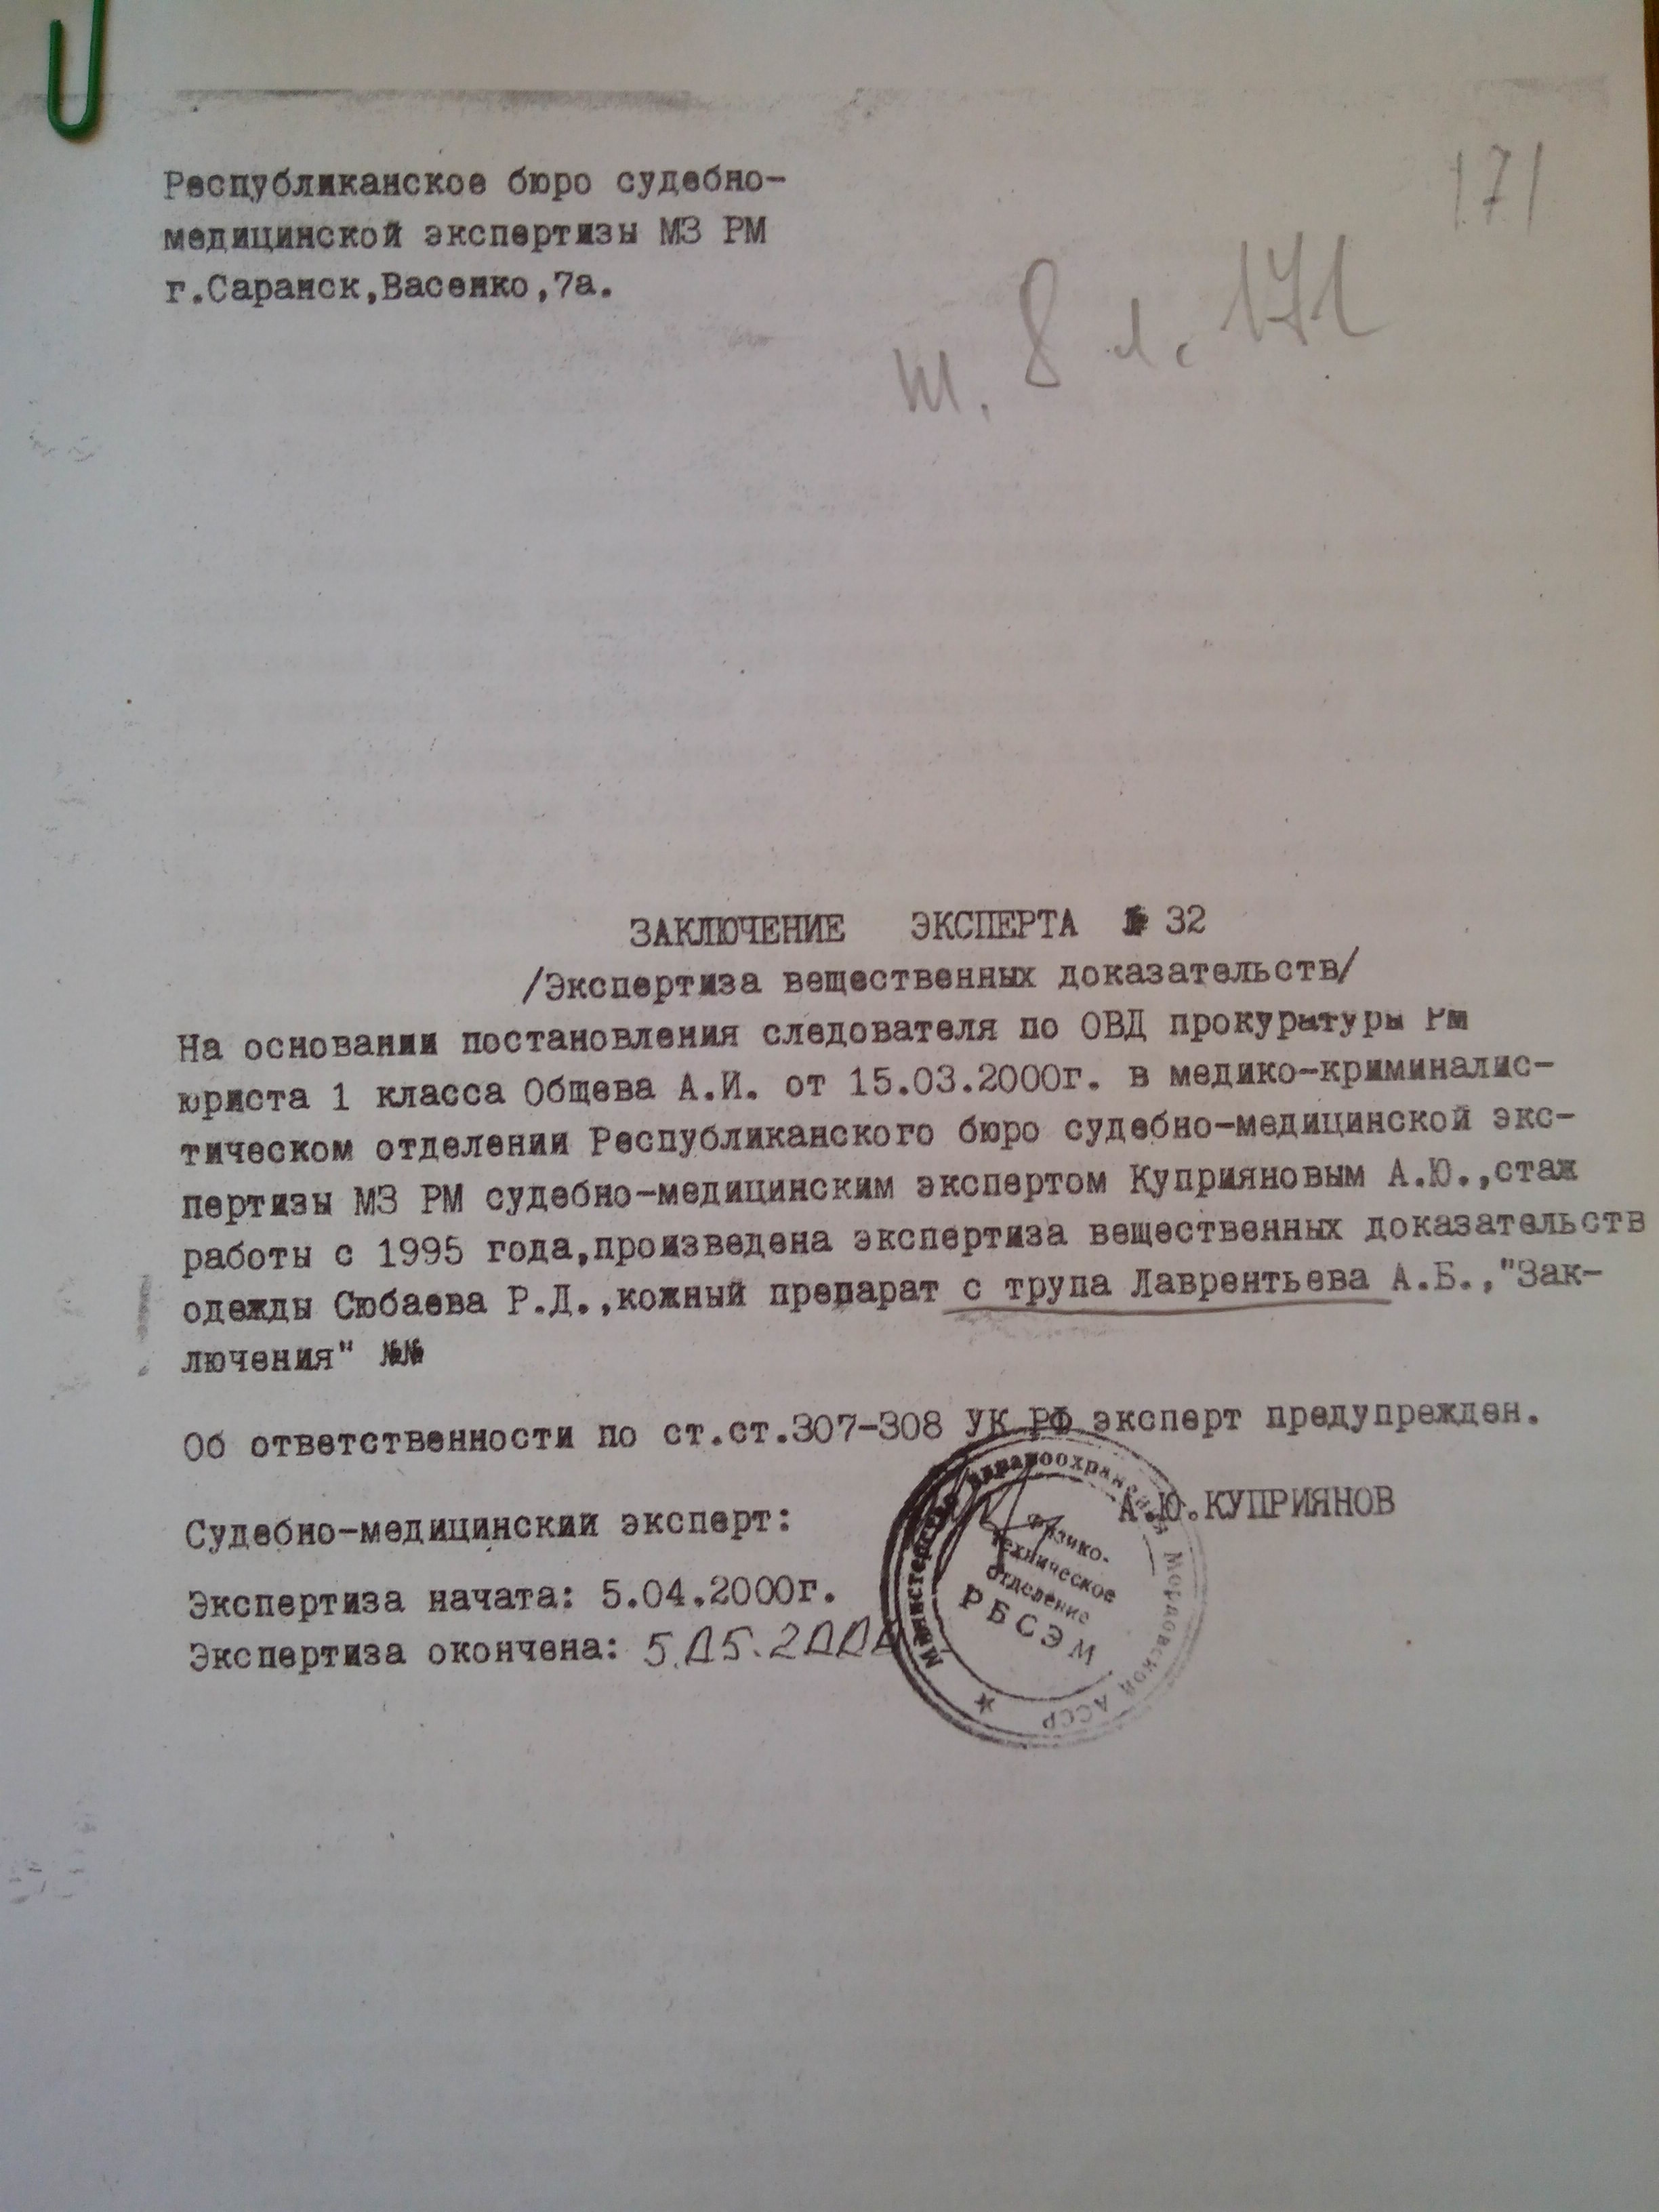 171
Республиканское бюро судебно-
медицинской экспертизы МЗ РМ
г.Саранск,Васенко,7а.
т. 8 л. 171
ЗАКЛЮЧЕНИЕ ЭКСПЕРТА № 32
/Экспертиза вещественных доказательств/
На основании постановления следователя по ОВД прокуратуры РМ
юриста 1 класса Общева А.И. от 15.03.2000г. в медико-криминалис-
тическом отделении Республиканского бюро судебно-медицинской экс-
пертизы МЗ РМ судебно-медицинским экспертом Куприяновым А.Ю.,стаж
работы с 1995 года,произведена экспертиза вещественных доказательств
одежды Сюбаева Р.Д.,кожный препарат с трупа Лаврентьева А.Б.,"Зак-
лючения" №№
Об ответственности по ст.ст.307-308 УК РФ эксперт предупрежден.
Судебно-медицинский эксперт:
А.Ю.КУПРИЯНОВ
Экспертиза начата: 5.04.2000г.
Экспертиза окончена: 5.05.2000
Министерство здравоохранения Мордовской АССР
Физико-
техническое
отделение
РБСЭМ